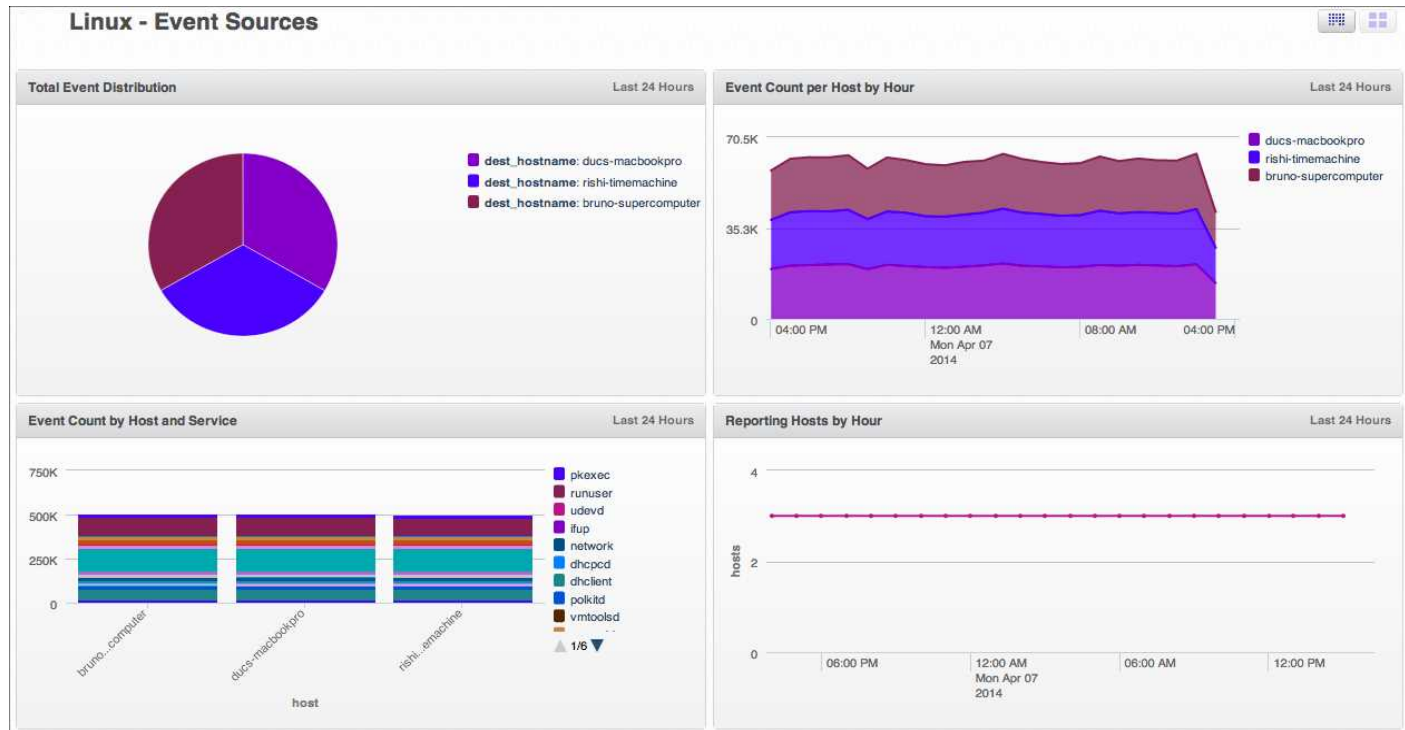 Linux - Event Sources
Total Event Distribution
Last 24 Hours
dest_hostname: ducs-macbookpro
dest_hostname: rishi-timemachine
dest_hostname: bruno-supercomputer
Event Count per Host by Hour
Last 24 Hours
70.5K
35.3K
0
04:00 PM
12:00 AM
Mon Apr 07
2014
08:00 AM
04:00 PM
ducs-macbookpro
rishi-timemachine
bruno-supercomputer
Event Count by Host and Service
Last 24 Hours
750K
500K
250K
0
bruno...computer
ducs-macbookpro
rishi...emachine
host
pkexec
runuser
udevd
ifup
network
dhcpcd
dhclient
polkitd
vmtoolsd
1/6
Reporting Hosts by Hour
Last 24 Hours
4
2
0
hosts
06:00 PM
12:00 AM
Mon Apr 07
2014
06:00 AM
12:00 PM